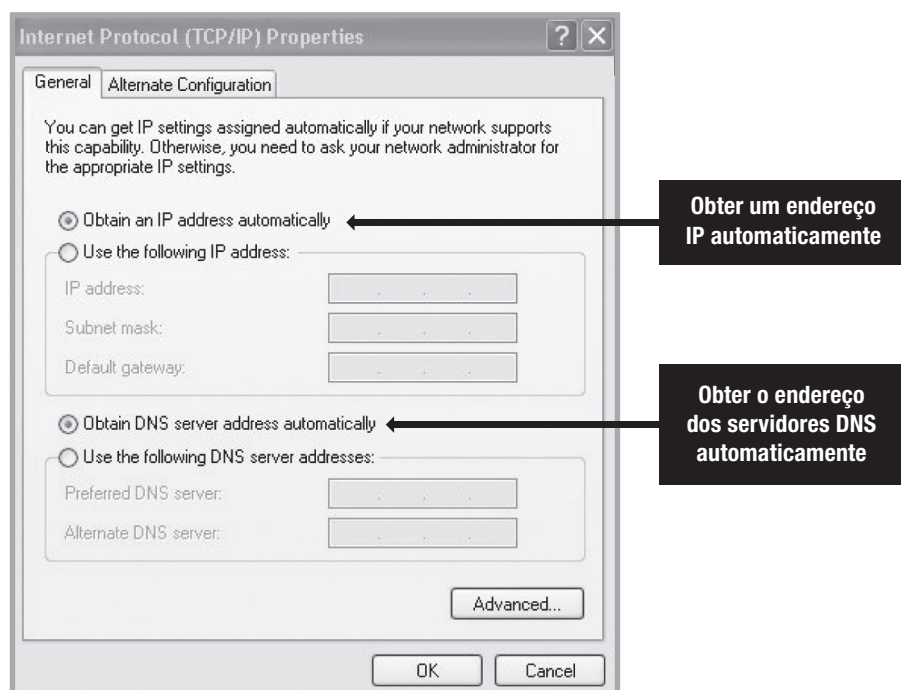 Internet Protocol (TCP/IP) Properties
General
Alternate Configuration
You can get IP settings assigned automatically if your network supports
this capability. Otherwise, you need to ask your network administrator for
the appropriate IP settings.
Obtain an IP address automatically
Use the following IP address:
IP address:
Subnet mask:
Default gateway:
Obtain DNS server address automatically
Use the following DNS server addresses:
Preferred DNS server:
Alternate DNS server:
Advanced...
OK
Cancel
Obter um endereço
IP automaticamente
Obter o endereço
dos servidores DNS
automaticamente